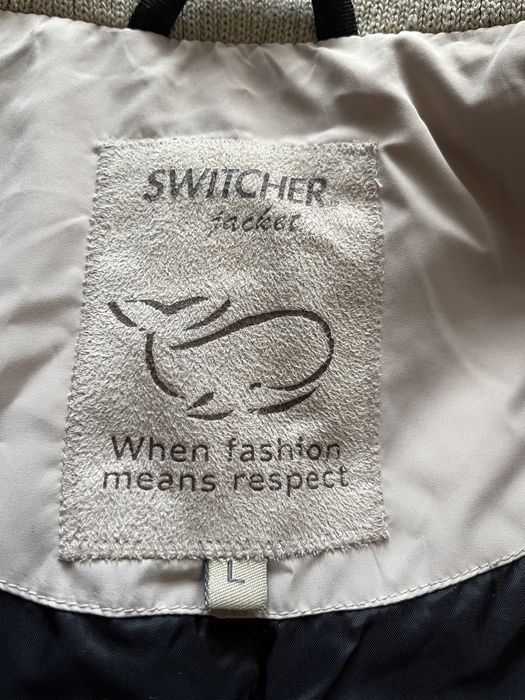 SWITCHER
jacket
When fashion
means respect
L